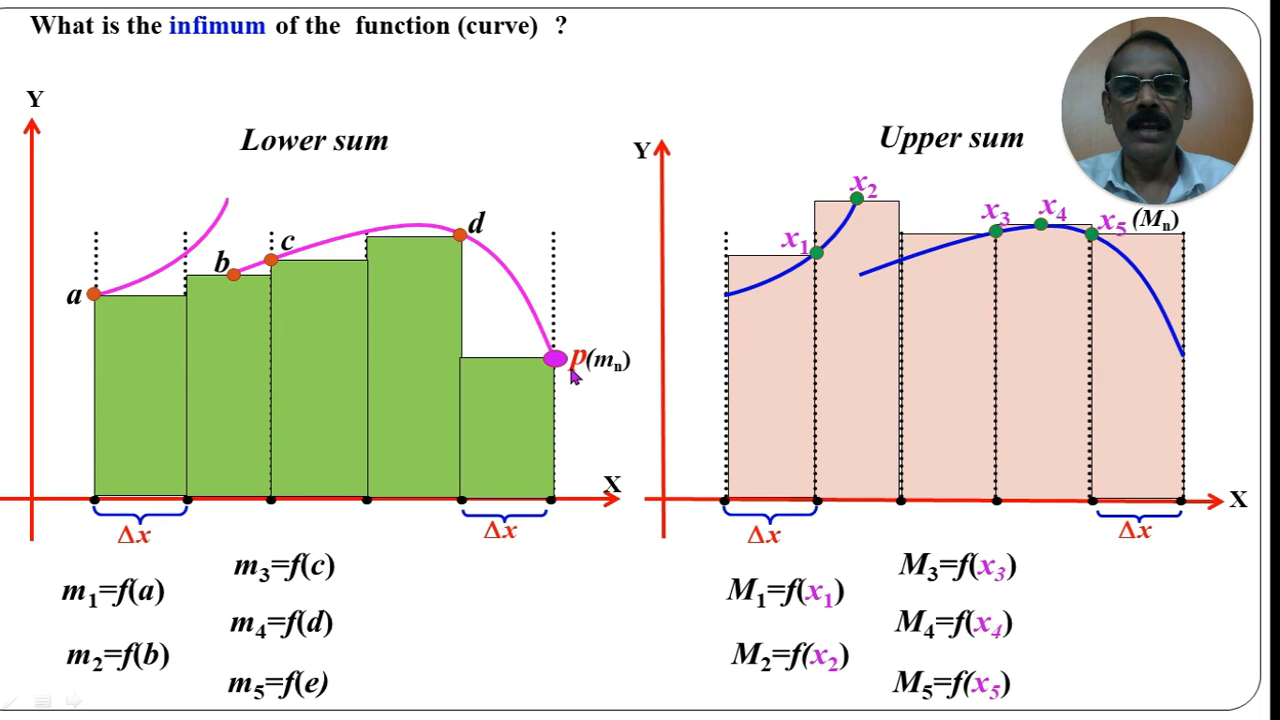 What is the infimum of the function (curve) ?
Lower sum
Y
a
b
c
d
p(mn)
X
Δx
Δx
m1=f(a)
m2=f(b)
m3=f(c)
m4=f(d)
m5=f(e)
Upper sum
Y
x1
x2
x3
x4
x5 (Mn)
X
Δx
Δx
M1=f(x1)
M2=f(x2)
M3=f(x3)
M4=f(x4)
M5=f(x5)